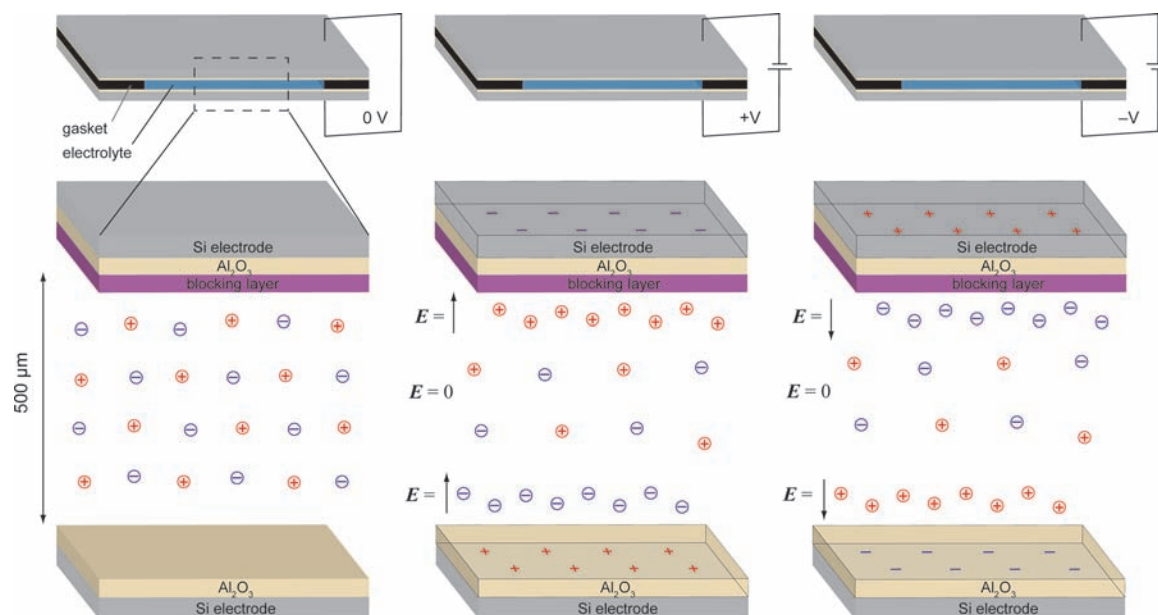 0 V
+V
–V
gasket
electrolyte
Si electrode
Al₂O₃
blocking layer
Si electrode
Al₂O₃
blocking layer
Si electrode
Al₂O₃
blocking layer
500 µm
E =
E = 0
E =
E =
E = 0
E =
Al₂O₃
Si electrode
Al₂O₃
Si electrode
Al₂O₃
Si electrode